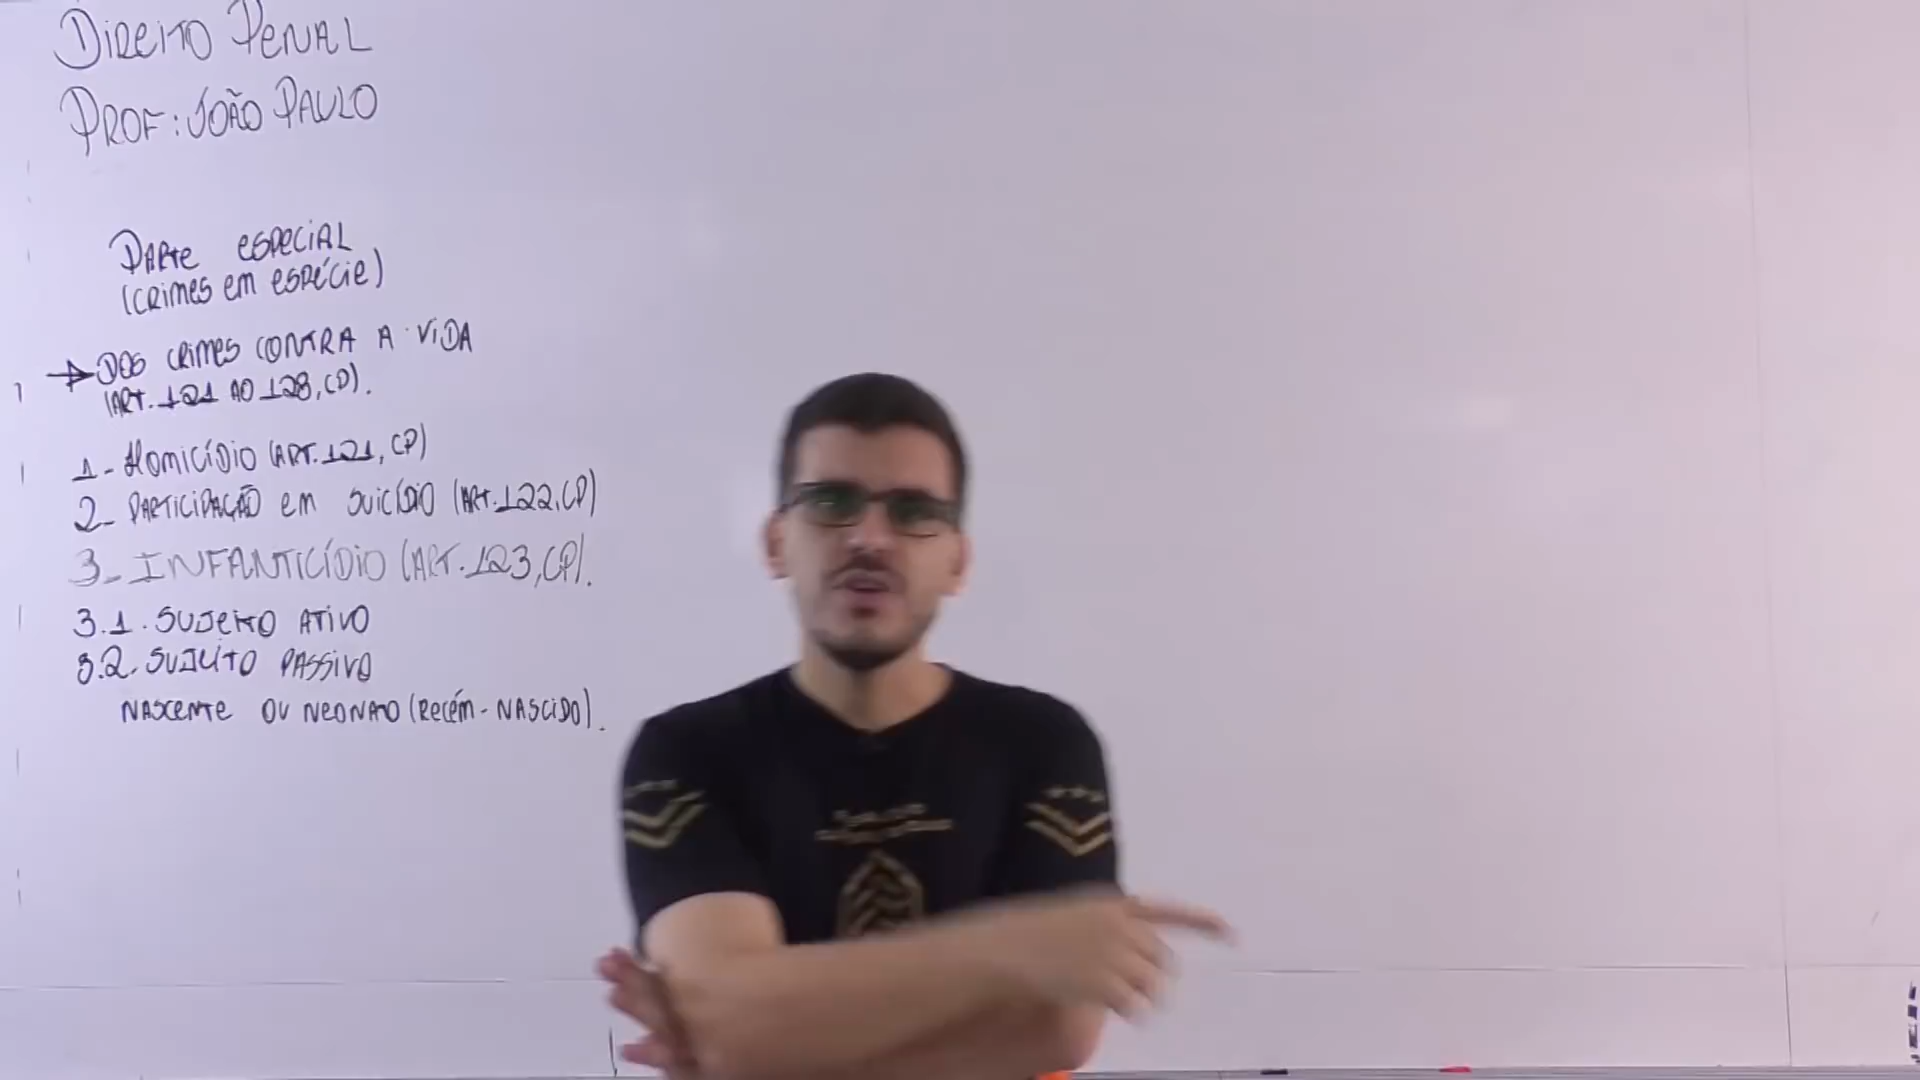 DIREITO PENAL
PROF: JOÃO PAULO
PARTE ESPECIAL
(CRIMES EM ESPÉCIE)
→ DOS CRIMES CONTRA A VIDA
(ART. 121 AO 128, CP).
1- HOMICÍDIO (ART. 121, CP)
2- PARTICIPAÇÃO EM SUICÍDIO (ART. 122, CP)
3- INFANTICÍDIO (ART. 123, CP).
3.1. SUJEITO ATIVO
3.2. SUJEITO PASSIVO
NASCENTE OU NEONATO (RECÉM-NASCIDO).